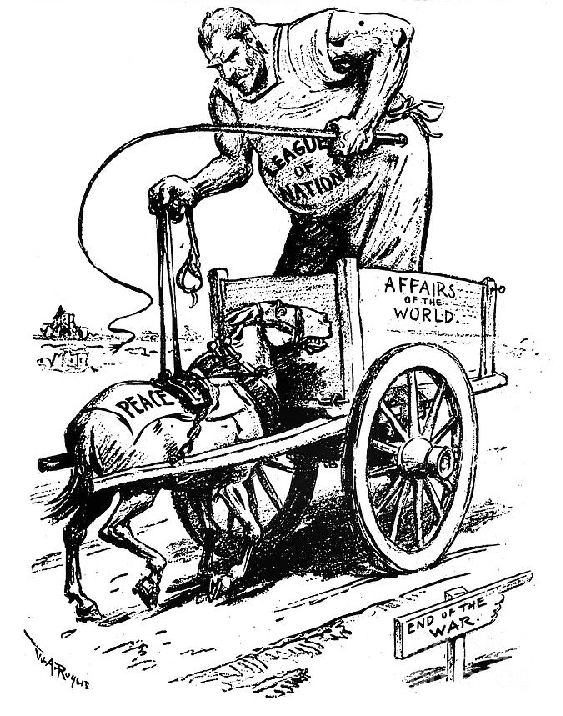 LEAGUE
OF
NATIONS
AFFAIRS
OF THE
WORLD.
PEACE
END OF THE
WAR.